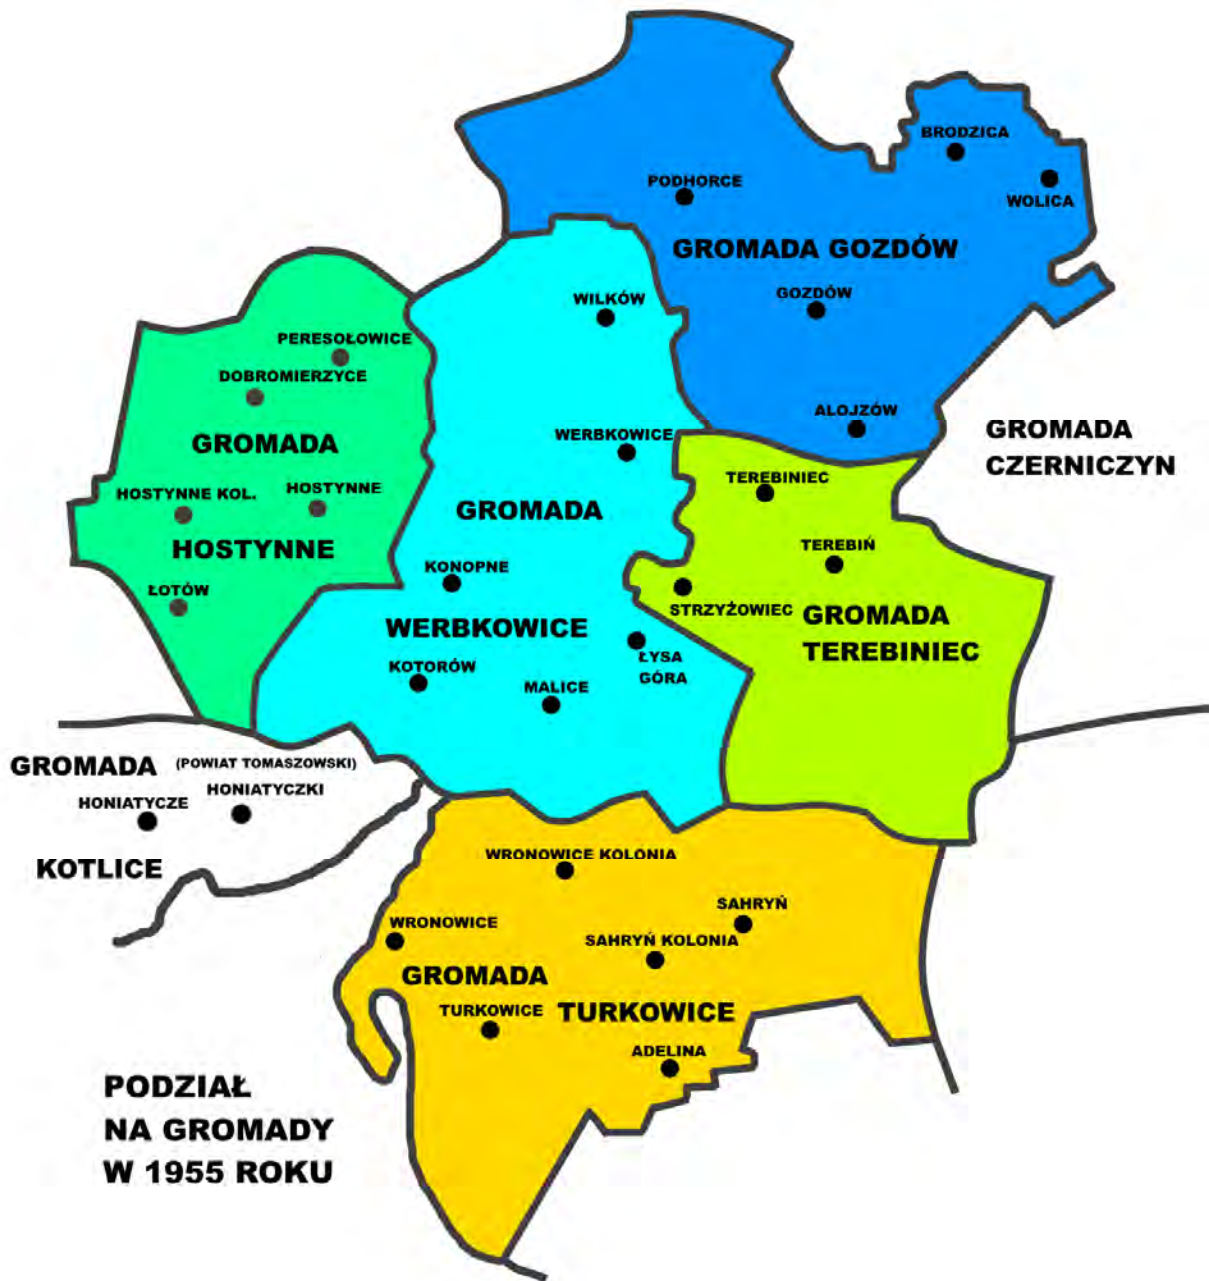 BRODZICA
PODHORCE
WOLICA
GROMADA GOZDÓW
GOZDÓW
ALOJZÓW
WILKÓW
PERESOŁOWICE
DOBROMIERZYCE
GROMADA
HOSTYNNE KOL.
HOSTYNNE
HOSTYNNE
ŁOTÓW
WERBKOWICE
GROMADA
KONOPNE
WERBKOWICE
KOTORÓW
MALICE
ŁYSA
GÓRA
GROMADA
CZERNICZYN
TEREBINIEC
TEREBIŃ
STRZYŻOWIEC
GROMADA
TEREBINIEC
GROMADA
(POWIAT TOMASZOWSKI)
HONIATYCZKI
HONIATYCZE
KOTLICE
WRONOWICE KOLONIA
SAHRYŃ
WRONOWICE
SAHRYŃ KOLONIA
GROMADA
TURKOWICE
TURKOWICE
ADELINA
PODZIAŁ
NA GROMADY
W 1955 ROKU